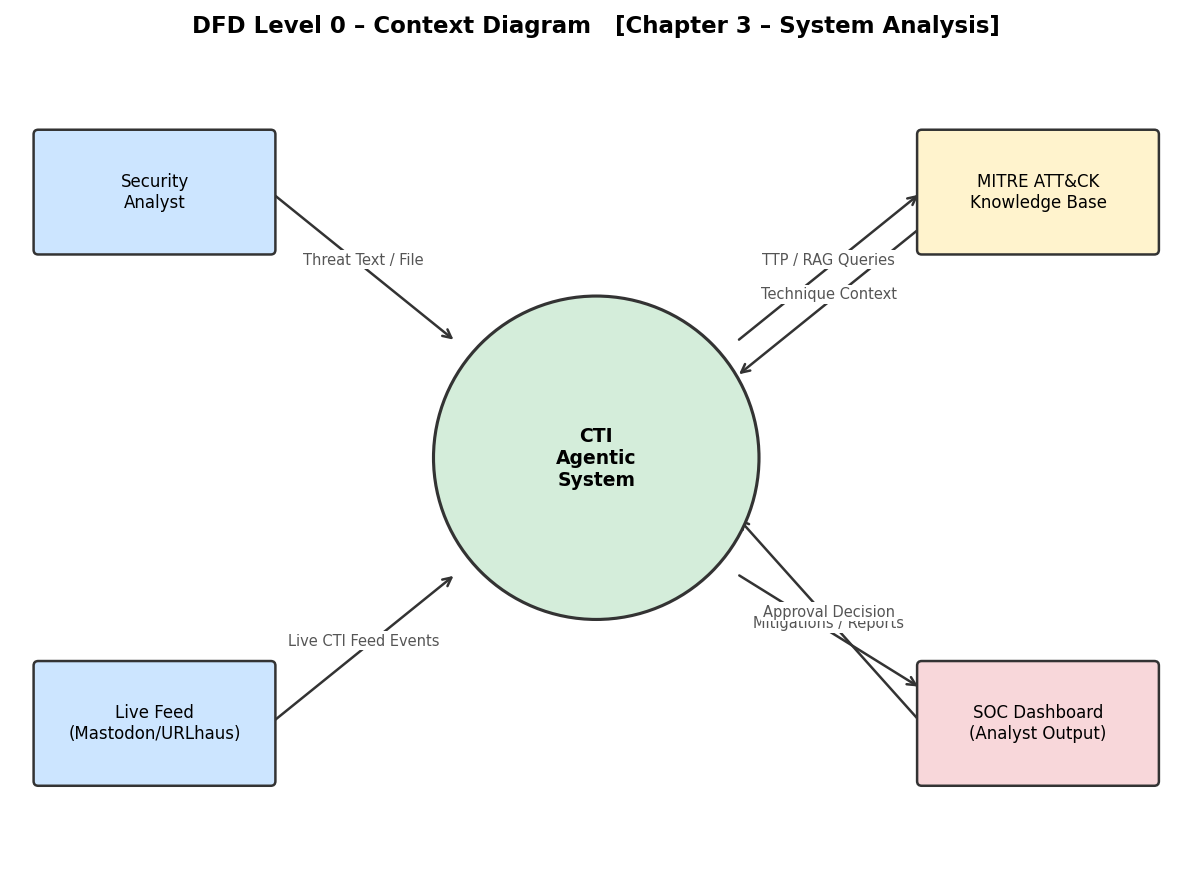 DFD Level 0 – Context Diagram   [Chapter 3 – System Analysis]
Security
Analyst
MITRE ATT&CK
Knowledge Base
Threat Text / File
TTP / RAG Queries
Technique Context
CTI
Agentic
System
Approval Decision
Mitigations / Reports
Live CTI Feed Events
Live Feed
(Mastodon/URLhaus)
SOC Dashboard
(Analyst Output)